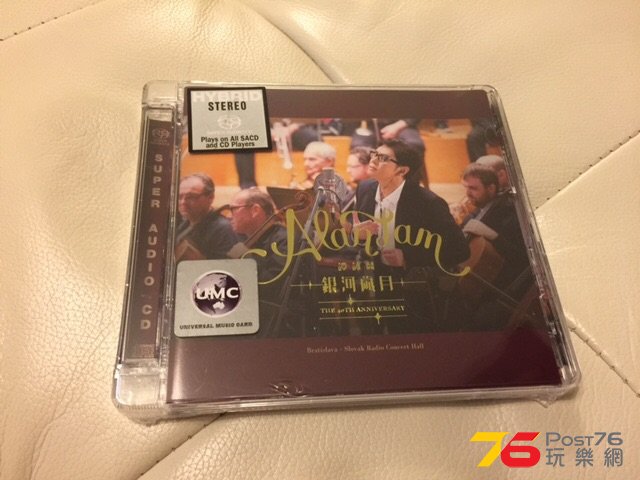 HYBRID
STEREO
Plays on All SACD
and CD Players
SUPER AUDIO CD
Alan Tam
譚詠麟
銀河歲月
THE 40TH ANNIVERSARY
UMC
UNIVERSAL MUSIC CARD
Bratislava - Slovak Radio Concert Hall
76 POST76
玩樂網